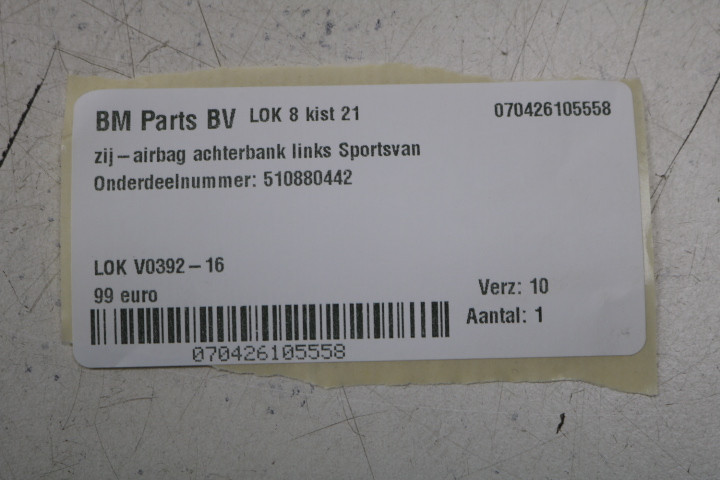 BM Parts BV LOK 8 kist 21 070426105558
zij-airbag achterbank links Sportsvan
Onderdeelnummer: 510880442
LOK V0392-16
99 euro Verz: 10
Aantal: 1
070426105558